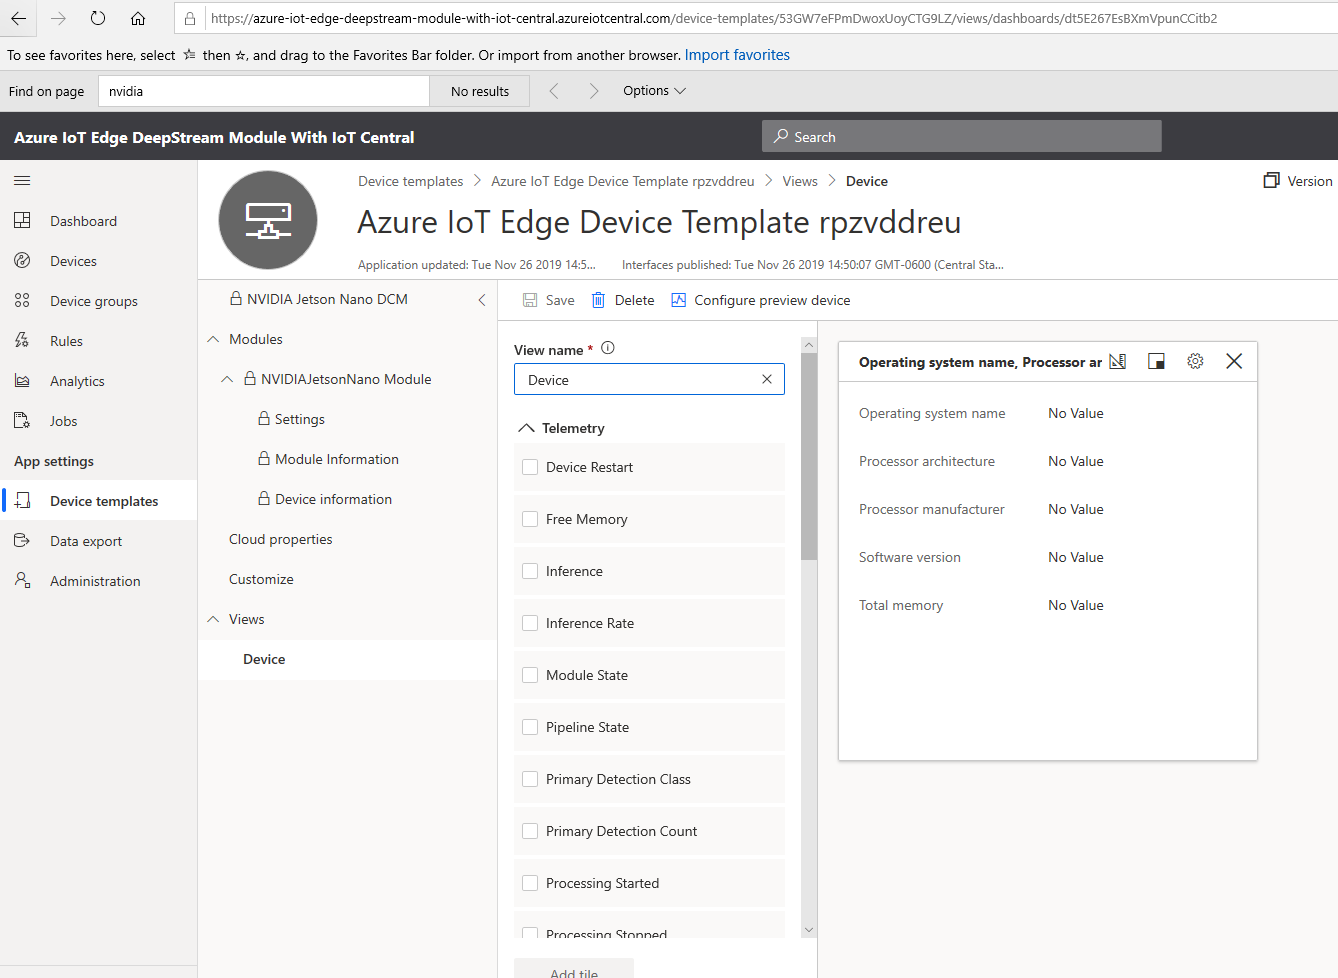 https://azure-iot-edge-deepstream-module-with-iot-central.azureiotcentral.com/device-templates/53GW7eFPmDwoxUoyCTG9LZ/views/dashboards/dt5E267EsBXmVpunCCitb2
To see favorites here, select then , and drag to the Favorites Bar folder. Or import from another browser. Import favorites
Find on page nvidia No results Options
Azure IoT Edge DeepStream Module With IoT Central Search
Dashboard
Devices
Device groups
Rules
Analytics
Jobs
App settings
Device templates
Data export
Administration
Device templates > Azure IoT Edge Device Template rpzvddreu > Views > Device
Version
Azure IoT Edge Device Template rpzvddreu
Application updated: Tue Nov 26 2019 14:5... Interfaces published: Tue Nov 26 2019 14:50:07 GMT-0600 (Central Sta...
NVIDIA Jetson Nano DCM
Modules
NVIDIAJetsonNano Module
Settings
Module Information
Device information
Cloud properties
Customize
Views
Device
Save Delete Configure preview device
View name *
Device
Telemetry
Device Restart
Free Memory
Inference
Inference Rate
Module State
Pipeline State
Primary Detection Class
Primary Detection Count
Processing Started
Processing Stopped
Add tile
Operating system name, Processor ar
Operating system name No Value
Processor architecture No Value
Processor manufacturer No Value
Software version No Value
Total memory No Value